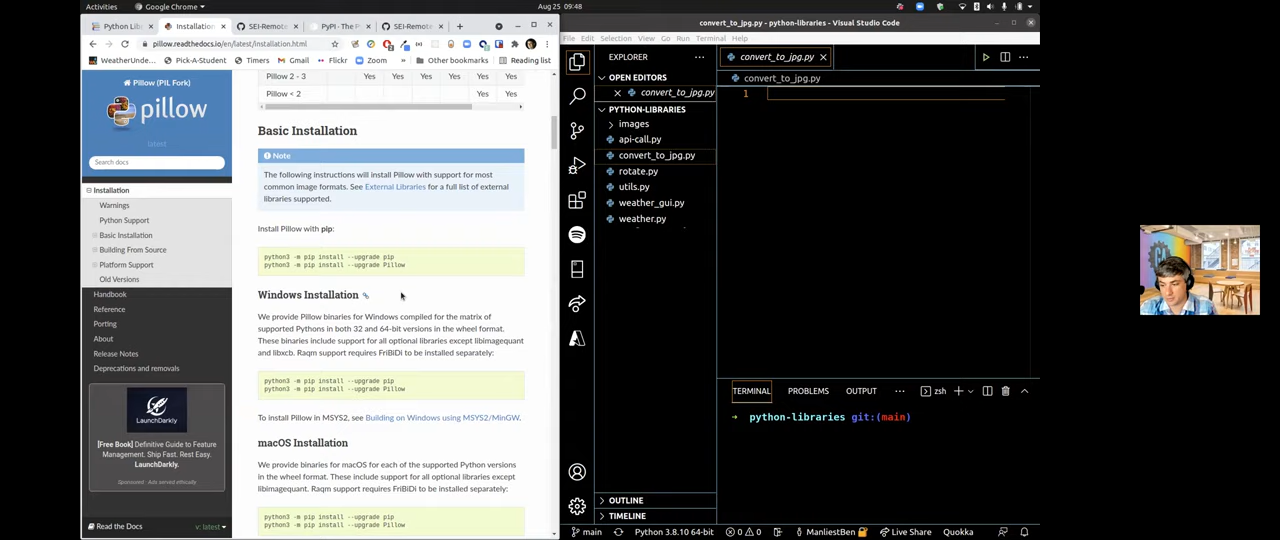 Activities
Google Chrome
Aug 25 09:48
Python Lib
Installation
SEI-Remote
PyPI · The P
SEI-Remote
pillow.readthedocs.io/en/latest/installation.html
WeatherUnde
Pick-A-Student
Timers
Gmail
Flickr
Zoom
Other bookmarks
Reading list
Pillow (PIL Fork)
pillow
latest
Search docs
Installation
Warnings
Python Support
Basic Installation
Building From Source
Platform Support
Old Versions
Handbook
Reference
Porting
About
Release Notes
Deprecations and removals
LaunchDarkly
[Free Book] Definitive Guide to Feature
Management. Ship Fast. Rest Easy.
LaunchDarkly.
Sponsored · Ads served ethically
Read the Docs
v: latest
Pillow 2 - 3 Yes Yes Yes Yes Yes
Pillow < 2 Yes Yes
Basic Installation
Note
The following instructions will install Pillow with support for most
common image formats. See External Libraries for a full list of external
libraries supported.
Install Pillow with pip:
python3 -m pip install --upgrade pip
python3 -m pip install --upgrade Pillow
Windows Installation
We provide Pillow binaries for Windows compiled for the matrix of
supported Pythons in both 32 and 64-bit versions in the wheel format.
These binaries include support for all optional libraries except libimagequant
and libxcb. Raqm support requires FriBiDi to be installed separately:
python3 -m pip install --upgrade pip
python3 -m pip install --upgrade Pillow
To install Pillow in MSYS2, see Building on Windows using MSYS2/MinGW.
macOS Installation
We provide binaries for macOS for each of the supported Python versions
in the wheel format. These include support for all optional libraries except
libimagequant. Raqm support requires FriBiDi to be installed separately:
python3 -m pip install --upgrade pip
python3 -m pip install --upgrade Pillow
convert_to_jpg.py - python-libraries - Visual Studio Code
File Edit Selection View Go Run Terminal Help
EXPLORER
OPEN EDITORS
convert_to_jpg.py
PYTHON-LIBRARIES
images
api-call.py
convert_to_jpg.py
rotate.py
utils.py
weather_gui.py
weather.py
OUTLINE
TIMELINE
convert_to_jpg.py
convert_to_jpg.py
1
TERMINAL
PROBLEMS
OUTPUT
zsh
→ python-libraries git:(main)
main
Python 3.8.10 64-bit
0
0
ManliestBen
Live Share
Quokka